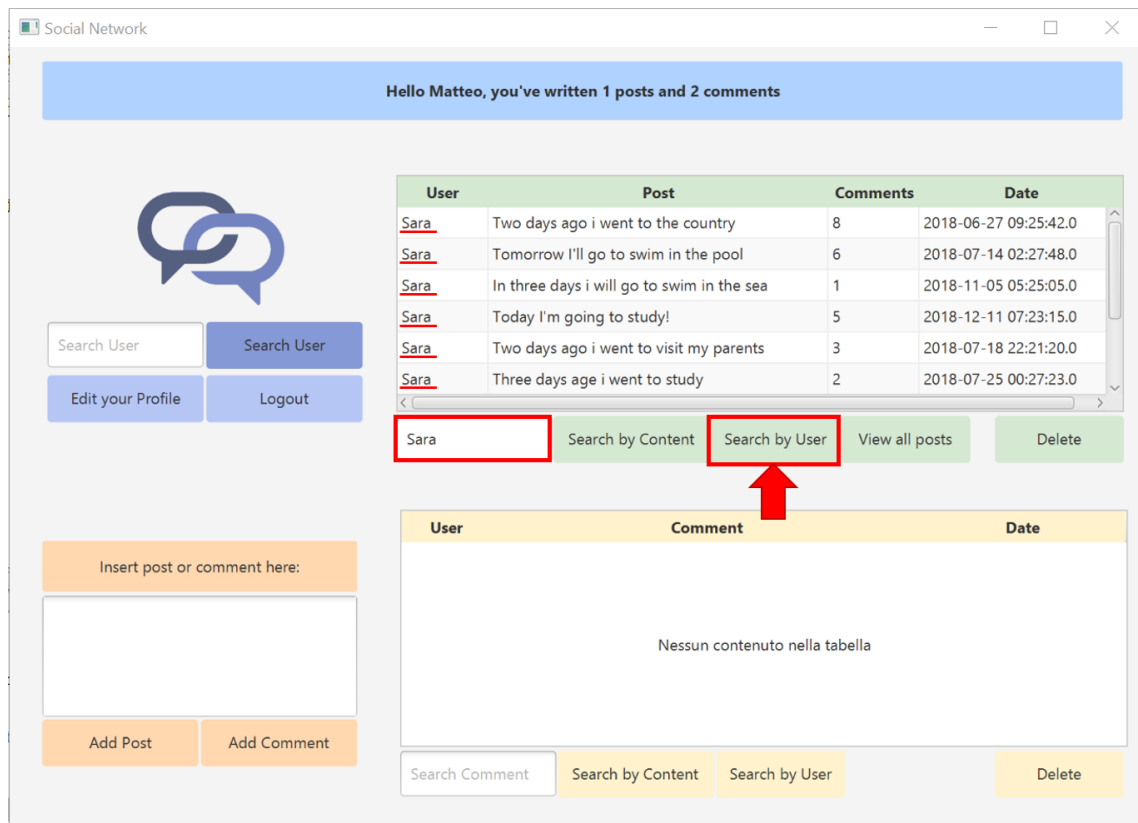 Social Network
Hello Matteo, you've written 1 posts and 2 comments
User Post Comments Date
Sara Two days ago i went to the country 8 2018-06-27 09:25:42.0
Sara Tomorrow I'll go to swim in the pool 6 2018-07-14 02:27:48.0
Sara In three days i will go to swim in the sea 1 2018-11-05 05:25:05.0
Sara Today I'm going to study! 5 2018-12-11 07:23:15.0
Sara Two days ago i went to visit my parents 3 2018-07-18 22:21:20.0
Sara Three days age i went to study 2 2018-07-25 00:27:23.0
Search User Search User
Edit your Profile Logout
Sara Search by Content Search by User View all posts Delete
User Comment Date
Nessun contenuto nella tabella
Insert post or comment here:
Add Post Add Comment
Search Comment Search by Content Search by User Delete